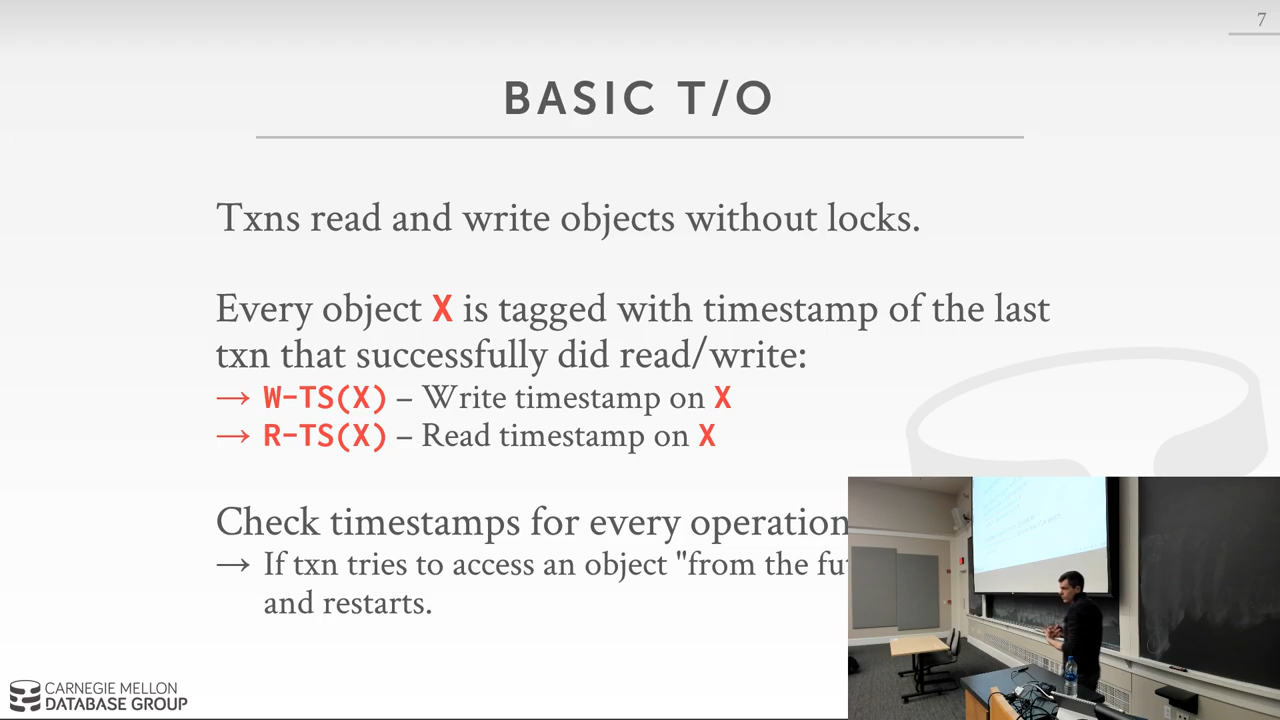 7
BASIC T/O
Txns read and write objects without locks.
Every object X is tagged with timestamp of the last
txn that successfully did read/write:
→ W-TS(X) – Write timestamp on X
→ R-TS(X) – Read timestamp on X
Check timestamps for every operation
→ If txn tries to access an object "from the
and restarts.
CARNEGIE MELLON
DATABASE GROUP